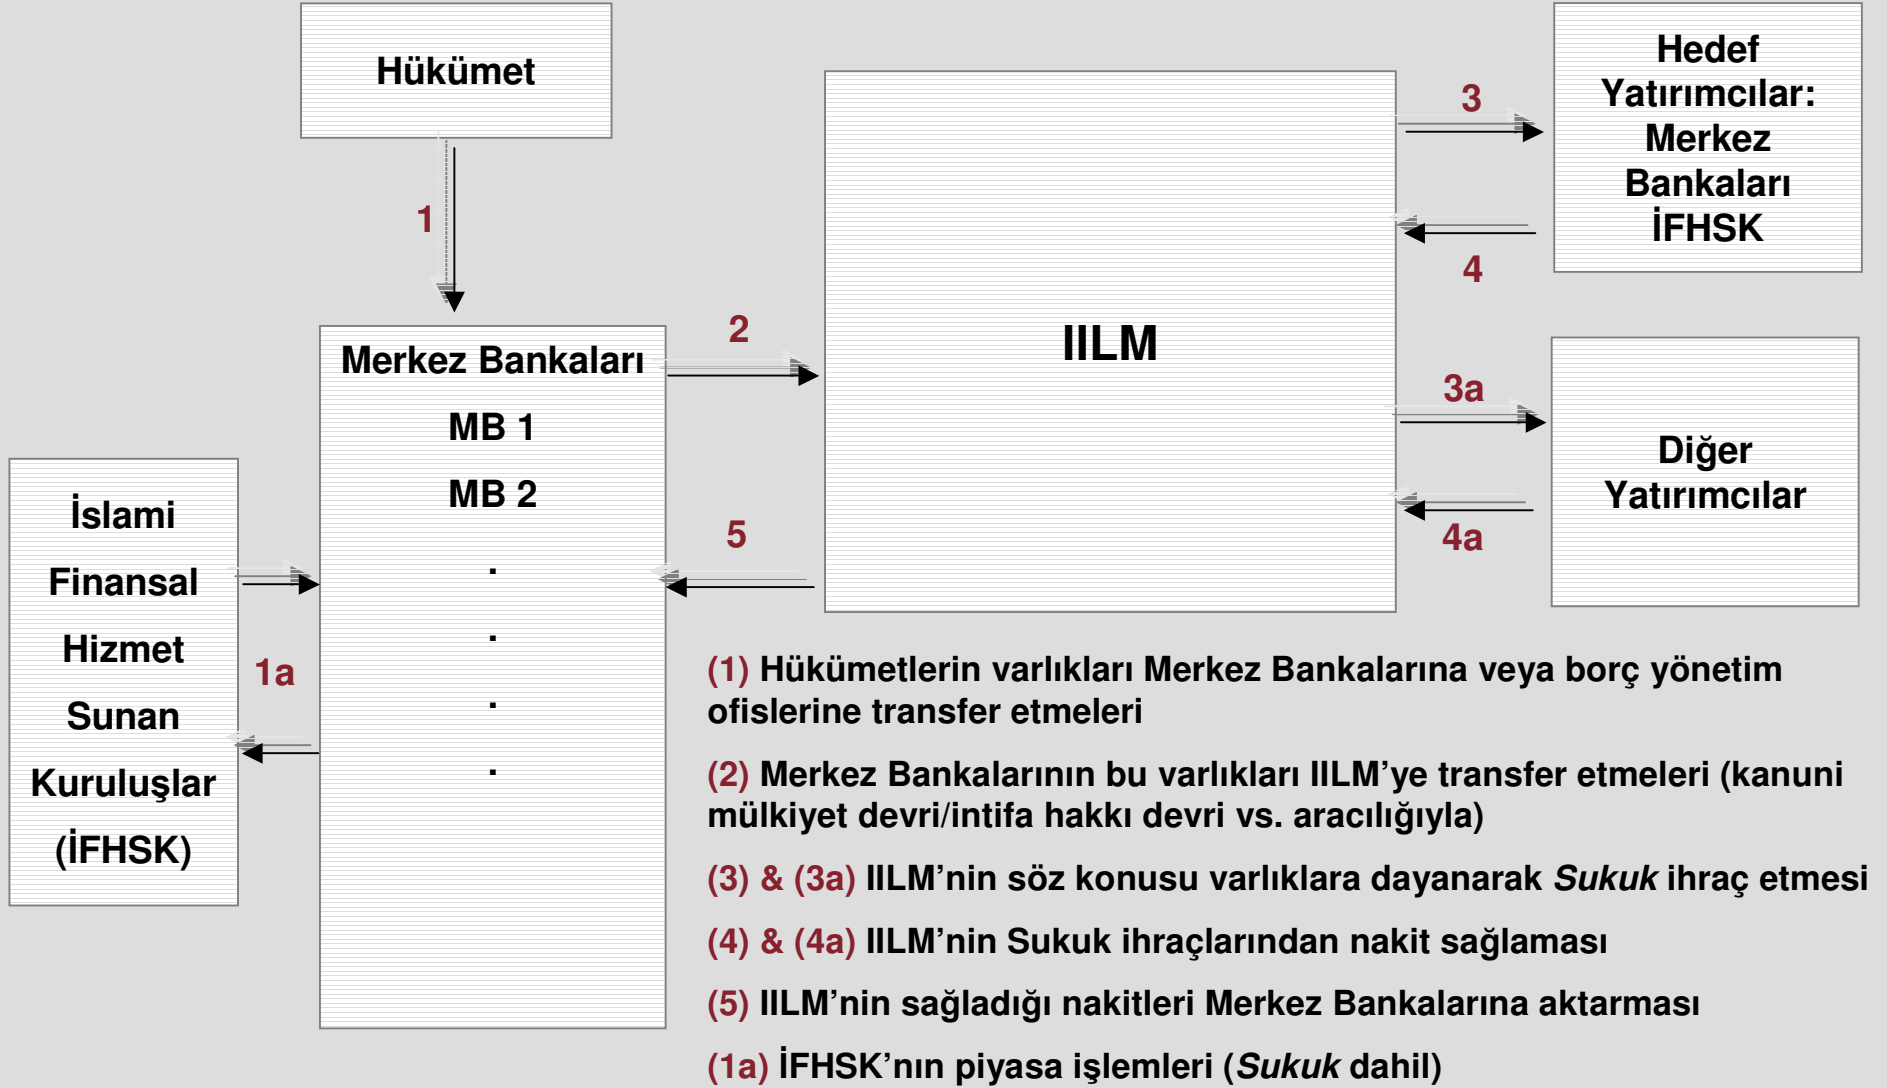 Hükümet
1
Merkez Bankaları
MB 1
MB 2
.
.
.
.
İslami
Finansal
Hizmet
Sunan
Kuruluşlar
(İFHSK)
1a
2
5
IILM
3
4
Hedef
Yatırımcılar:
Merkez
Bankaları
İFHSK
3a
4a
Diğer
Yatırımcılar
(1) Hükümetlerin varlıkları Merkez Bankalarına veya borç yönetim
ofislerine transfer etmeleri
(2) Merkez Bankalarının bu varlıkları IILM’ye transfer etmeleri (kanuni
mülkiyet devri/intifa hakkı devri vs. aracılığıyla)
(3) & (3a) IILM’nin söz konusu varlıklara dayanarak Sukuk ihraç etmesi
(4) & (4a) IILM’nin Sukuk ihraçlarından nakit sağlaması
(5) IILM’nin sağladığı nakitleri Merkez Bankalarına aktarması
(1a) İFHSK’nın piyasa işlemleri (Sukuk dahil)